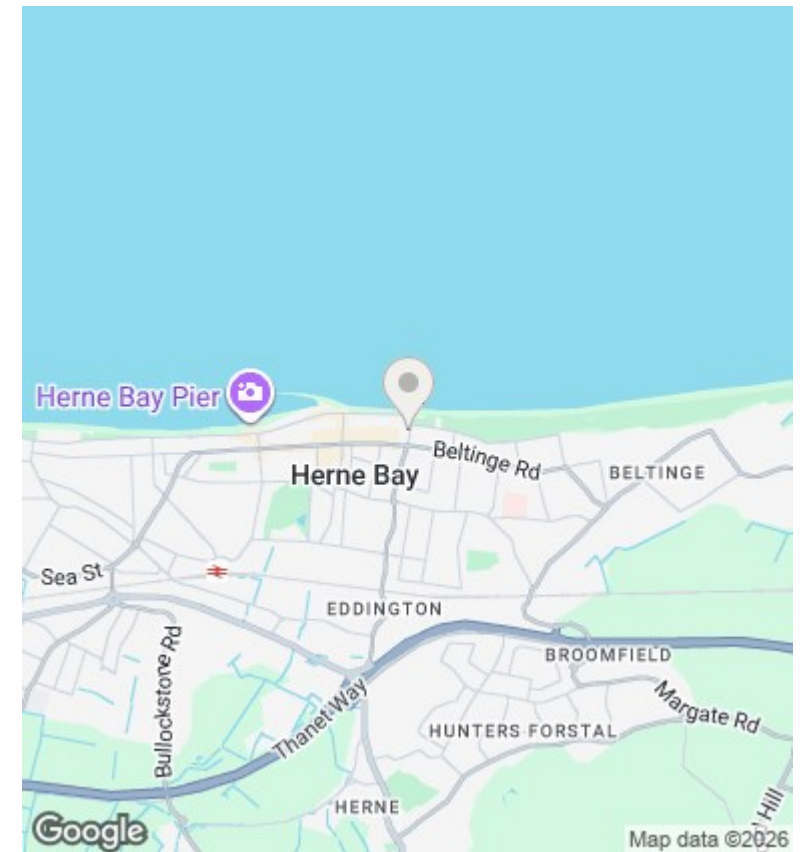 Herne Bay Pier
Beltinge Rd
BELTINGE
Herne Bay
Sea St
EDDINGTON
Bullockstone Rd
BROOMFIELD
Thanet Way
Margate Rd
HUNTERS FORSTAL
HERNE
Hill
Google
Map data ©2026